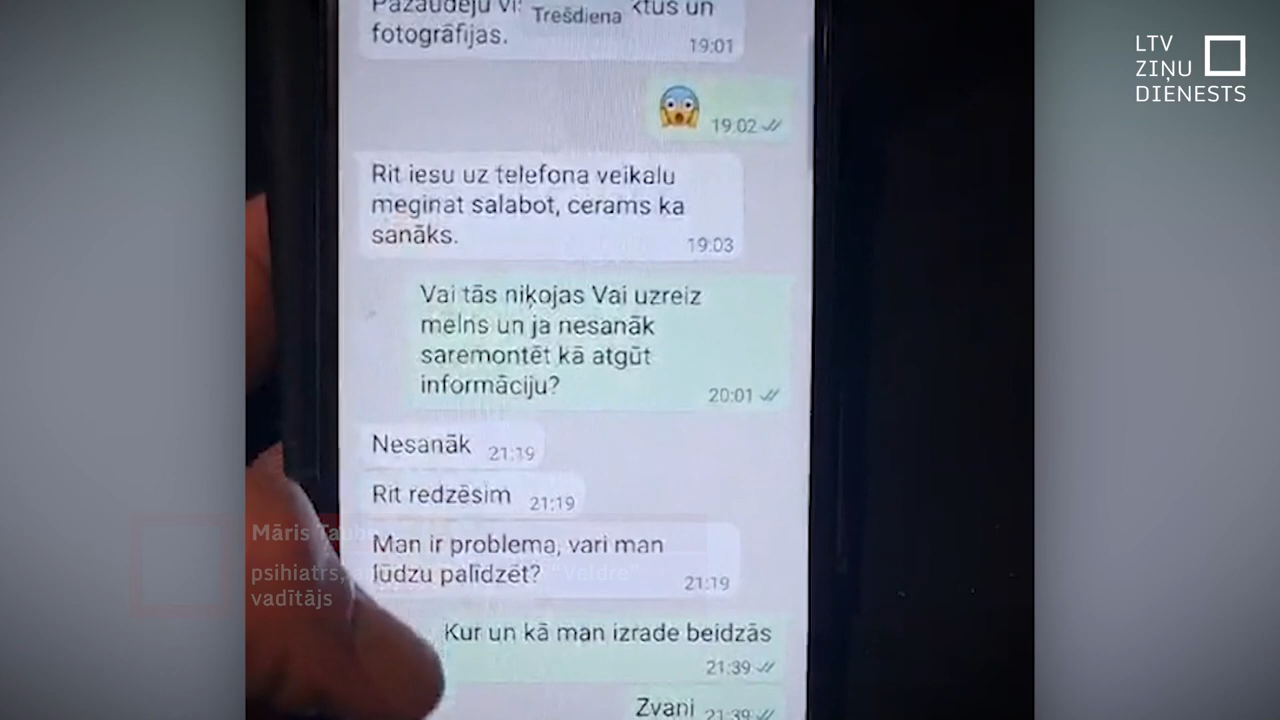 LTV
ZIŅU
DIENESTS
Trešdiena
fotogrāfijas.
19:01
😱 19:02
Rit iesu uz telefona veikalu
meginat salabot, cerams ka
sanāks.
19:03
Vai tās niķojas Vai uzreiz
melns un ja nesanāk
saremontēt kā atgūt
informāciju?
20:01
Nesanāk 21:19
Rit redzēsim 21:19
Man ir problema, vari man
lūdzu palīdzēt?
21:19
Māris
psihiatrs,
vadītājs
Kur un kā man izrade beidzās
21:39
Zvani 21:39